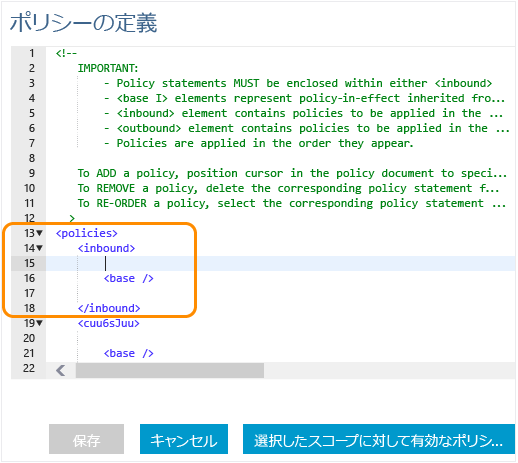 ポリシーの定義
1 <!--
2 IMPORTANT:
3 - Policy statements MUST be enclosed within either <inbound>
4 - <base I> elements represent policy-in-effect inherited fro...
5 - <inbound> element contains policies to be applied in the ...
6 - <outbound> element contains policies to be applied in the ...
7 - Policies are applied in the order they appear.
8
9 To ADD a policy, position cursor in the policy document to speci...
10 To REMOVE a policy, delete the corresponding policy statement f...
11 To RE-ORDER a policy, select the corresponding policy statement ...
12 >
13 <policies>
14 <inbound>
15
16 <base />
17
18 </inbound>
19 <cuu6sJuu>
20
21 <base />
22
保存 キャンセル 選択したスコープに対して有効なポリシ...